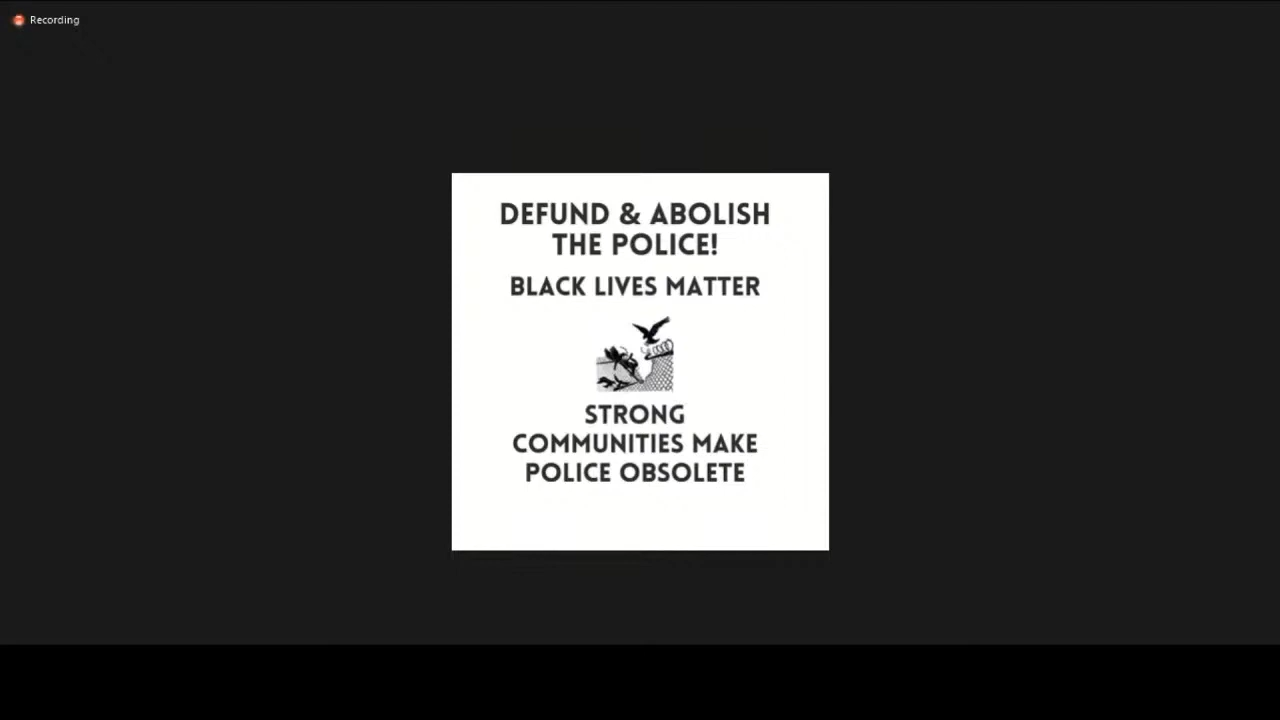 Recording
DEFUND & ABOLISH
THE POLICE!
BLACK LIVES MATTER
STRONG
COMMUNITIES MAKE
POLICE OBSOLETE